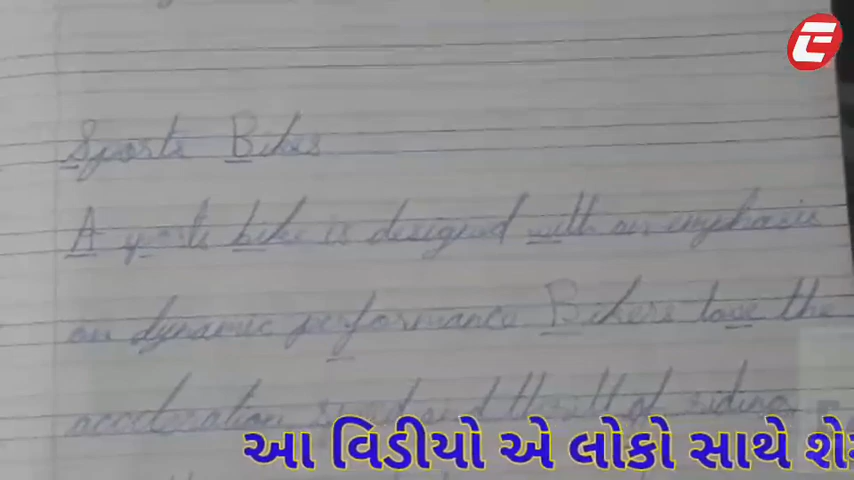 Sports Bikes
A sports bike is designed with an emphasis
on dynamic performance Bikers love the
acceleration speed and thrill of riding
આ વિડીયો એ લોકો સાથે